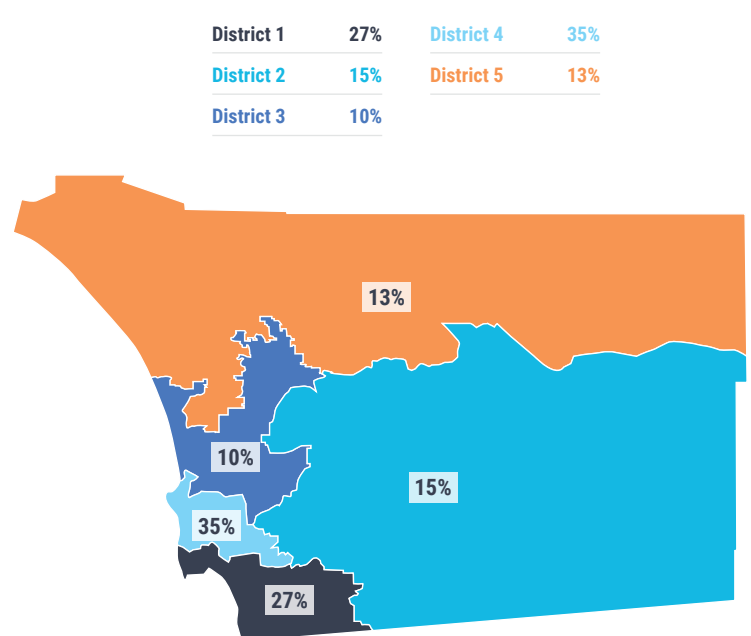 District 1 27%
District 2 15%
District 3 10%
District 4 35%
District 5 13%
13%
10%
15%
35%
27%